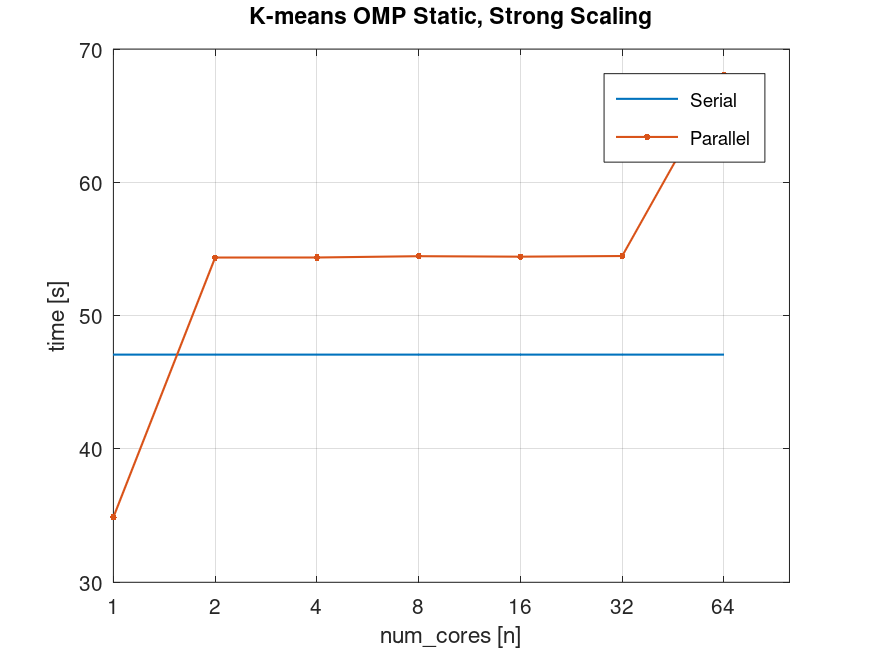 K-means OMP Static, Strong Scaling
70
60
50
40
30
time [s]
Serial
Parallel
1 2 4 8 16 32 64
num_cores [n]